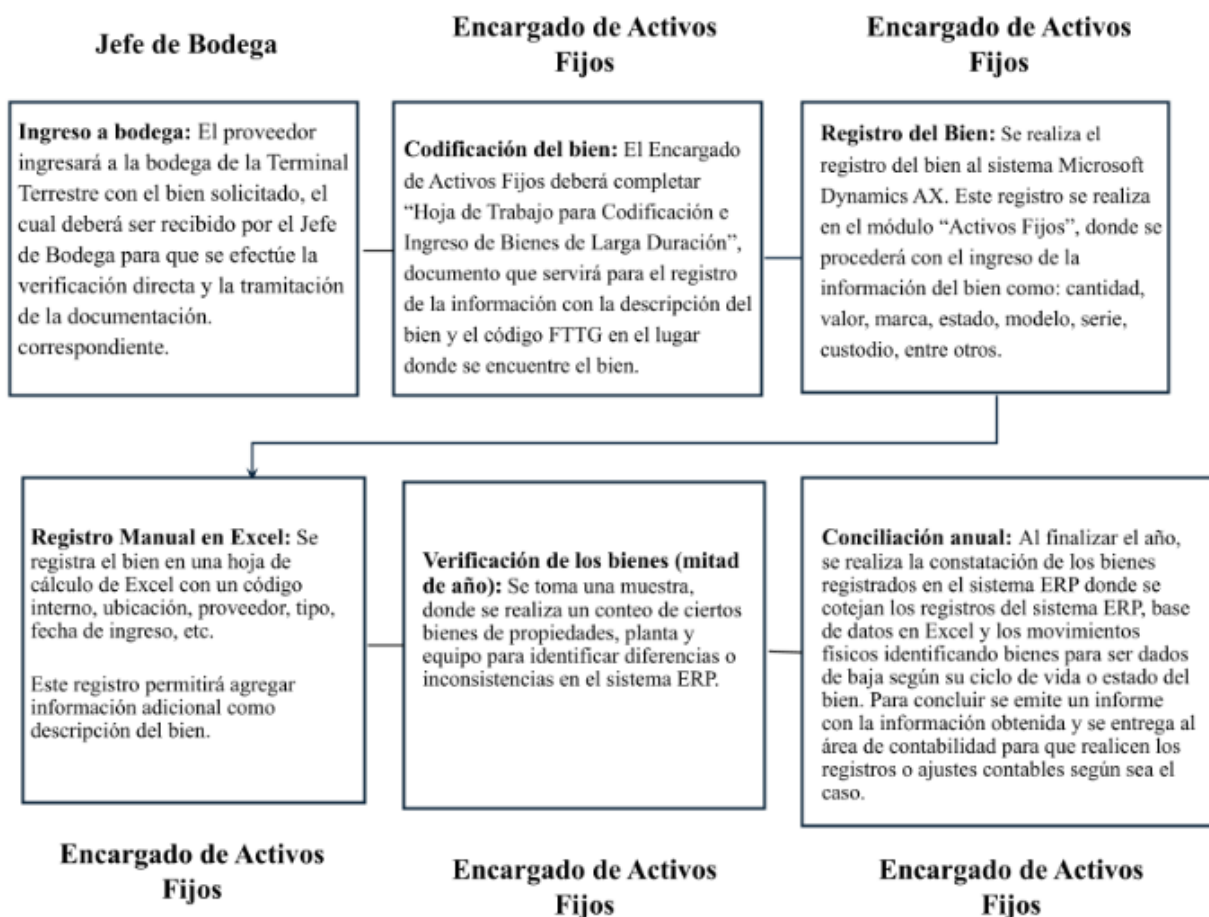 Jefe de Bodega
Encargado de Activos
Fijos
Encargado de Activos
Fijos
Ingreso a bodega: El proveedor
ingresará a la bodega de la Terminal
Terrestre con el bien solicitado, el
cual deberá ser recibido por el Jefe
de Bodega para que se efectúe la
verificación directa y la tramitación
de la documentación.
correspondiente.
Codificación del bien: El Encargado
de Activos Fijos deberá completar
“Hoja de Trabajo para Codificación e
Ingreso de Bienes de Larga Duración”,
documento que servirá para el registro
de la información con la descripción del
bien y el código FTTG en el lugar
donde se encuentre el bien.
Registro del Bien: Se realiza el
registro del bien al sistema Microsoft
Dynamics AX. Este registro se realiza
en el módulo “Activos Fijos”, donde se
procederá con el ingreso de la
información del bien como: cantidad,
valor, marca, estado, modelo, serie,
custodio, entre otros.
Registro Manual en Excel: Se
registra el bien en una hoja de
cálculo de Excel con un código
interno, ubicación, proveedor, tipo,
fecha de ingreso, etc.
Este registro permitirá agregar
información adicional como
descripción del bien.
Verificación de los bienes (mitad
de año): Se toma una muestra,
donde se realiza un conteo de ciertos
bienes de propiedades, planta y
equipo para identificar diferencias o
inconsistencias en el sistema ERP.
Conciliación anual: Al finalizar el año,
se realiza la constatación de los bienes
registrados en el sistema ERP donde se
cotejan los registros del sistema ERP, base
de datos en Excel y los movimientos
físicos identificando bienes para ser dados
de baja según su ciclo de vida o estado del
bien. Para concluir se emite un informe
con la información obtenida y se entrega al
área de contabilidad para que realicen los
registros o ajustes contables según sea el
caso.
Encargado de Activos
Fijos
Encargado de Activos
Fijos
Encargado de Activos
Fijos